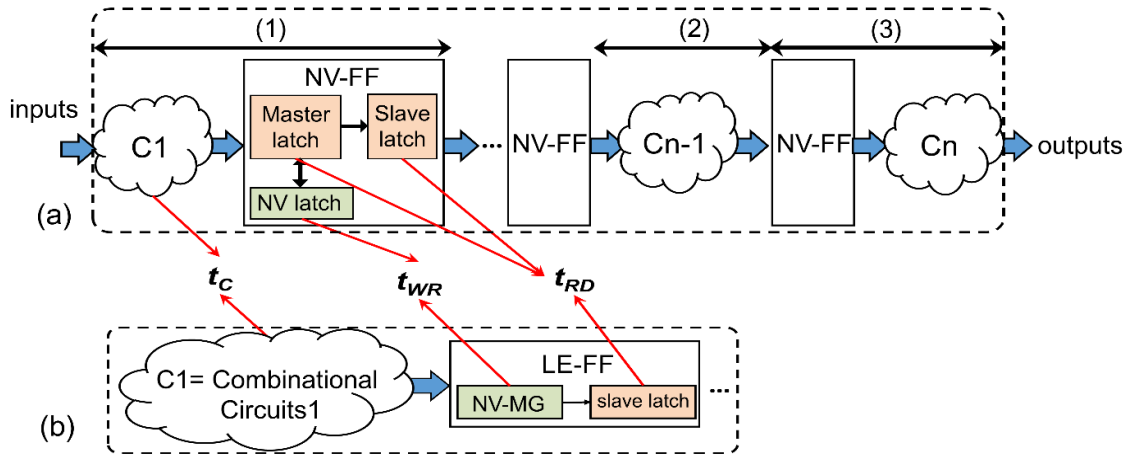 (1)
(2)
(3)
inputs
C1
NV-FF
Master
latch
Slave
latch
NV latch
...
NV-FF
Cn-1
NV-FF
Cn
outputs
(a)
t_C
t_WR
t_RD
C1= Combinational
Circuits1
LE-FF
NV-MG
slave latch
...
(b)